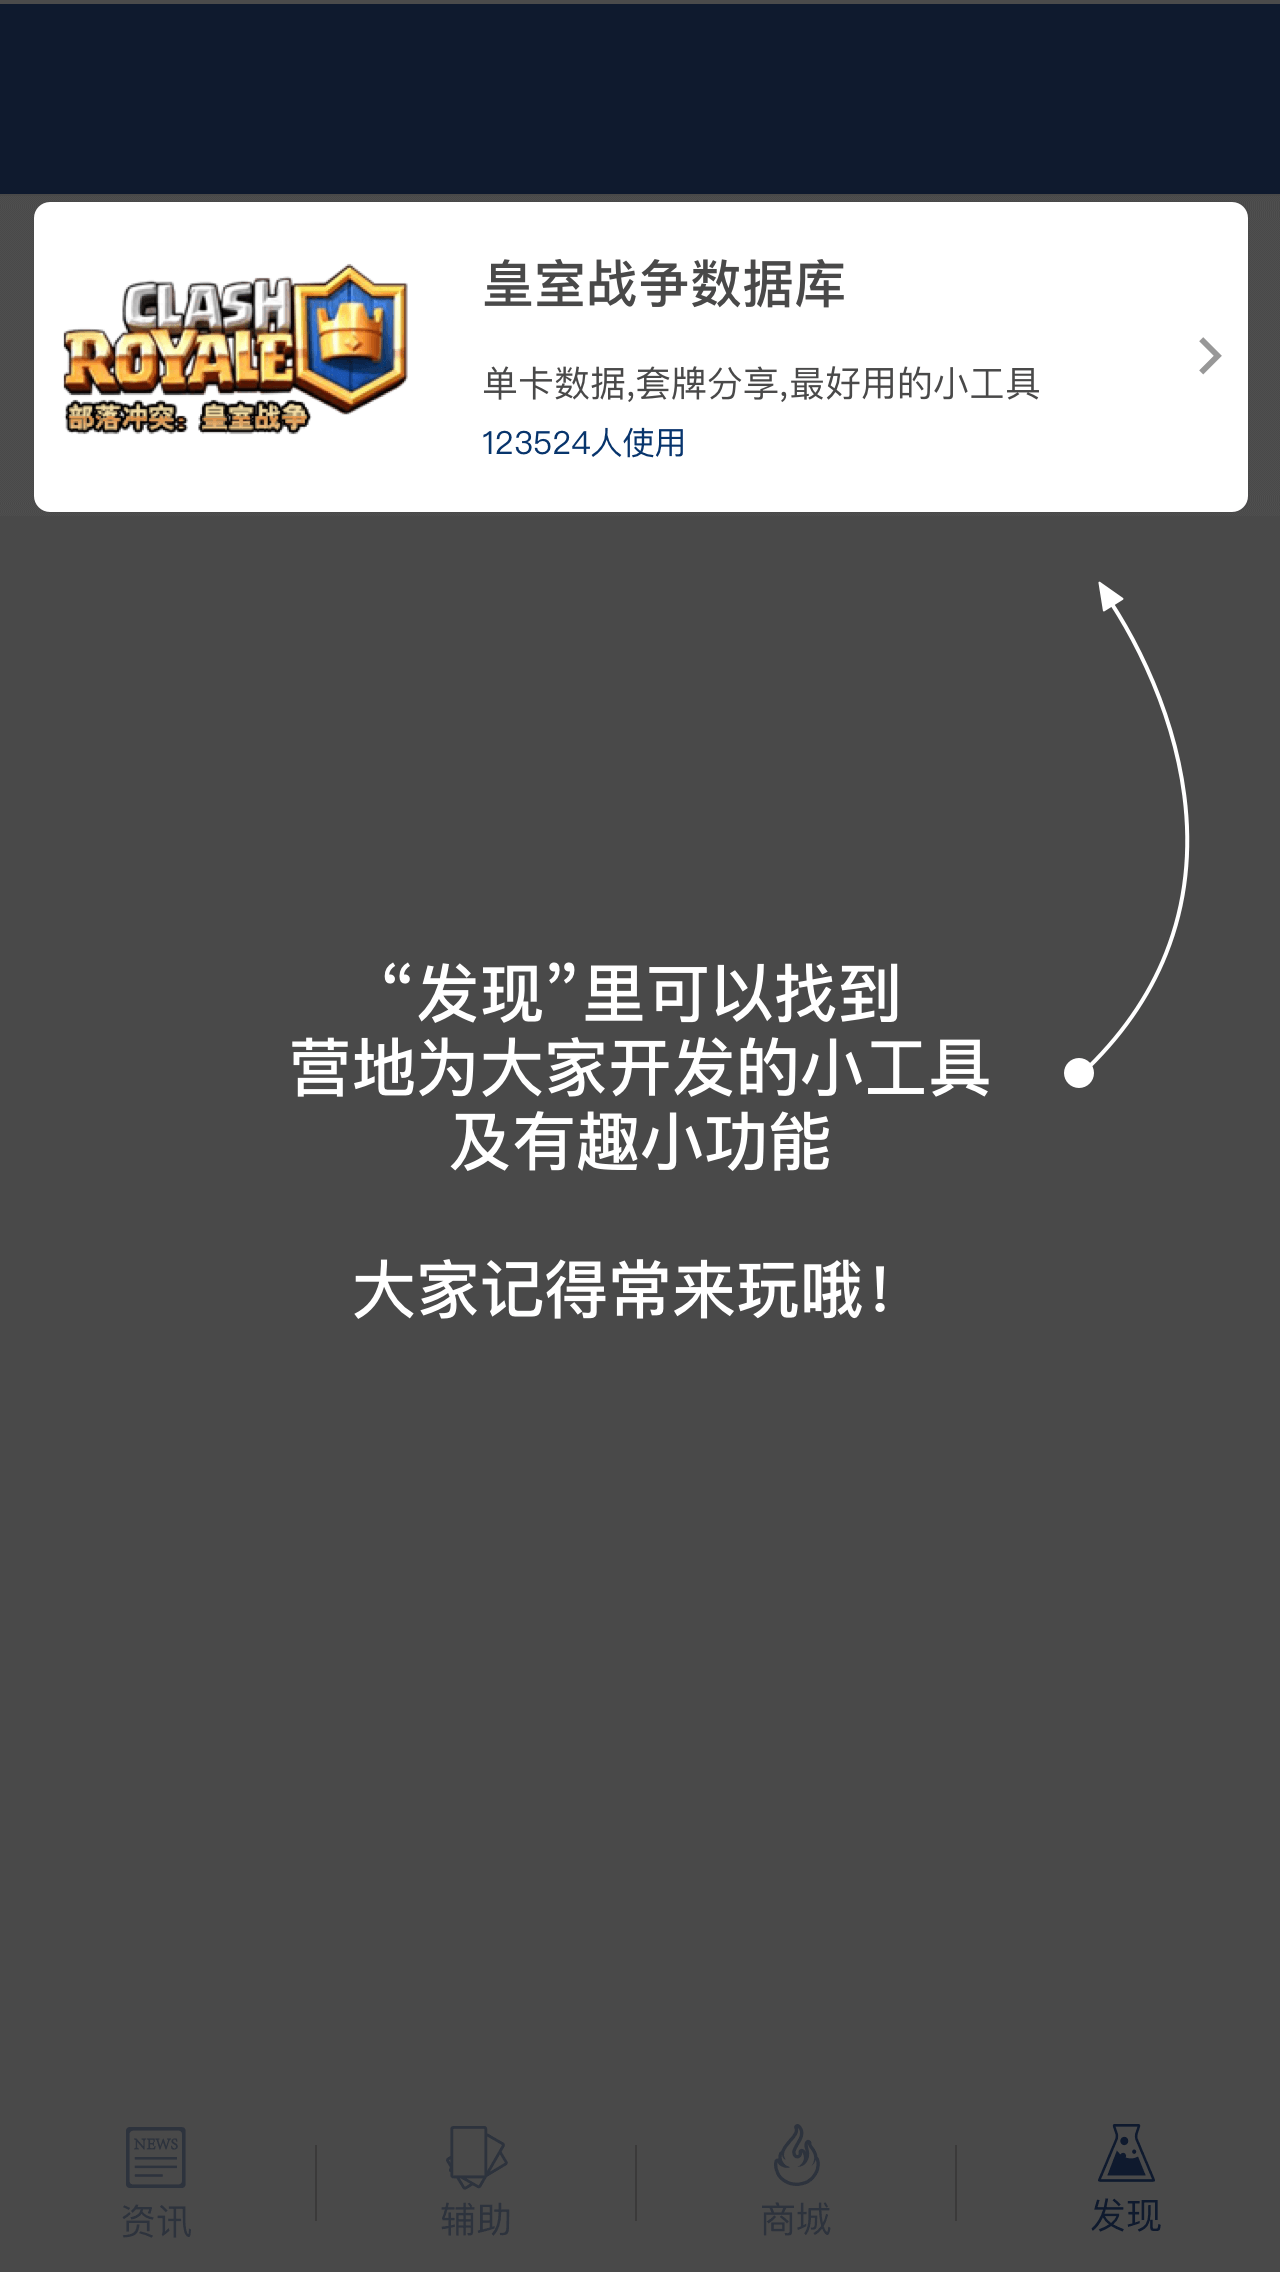 CLASH
ROYALE
部落冲突：皇室战争
皇室战争数据库
单卡数据,套牌分享,最好用的小工具
123524人使用
“发现”里可以找到
营地为大家开发的小工具
及有趣小功能
大家记得常来玩哦！
NEWS
资讯
辅助
商城
发现